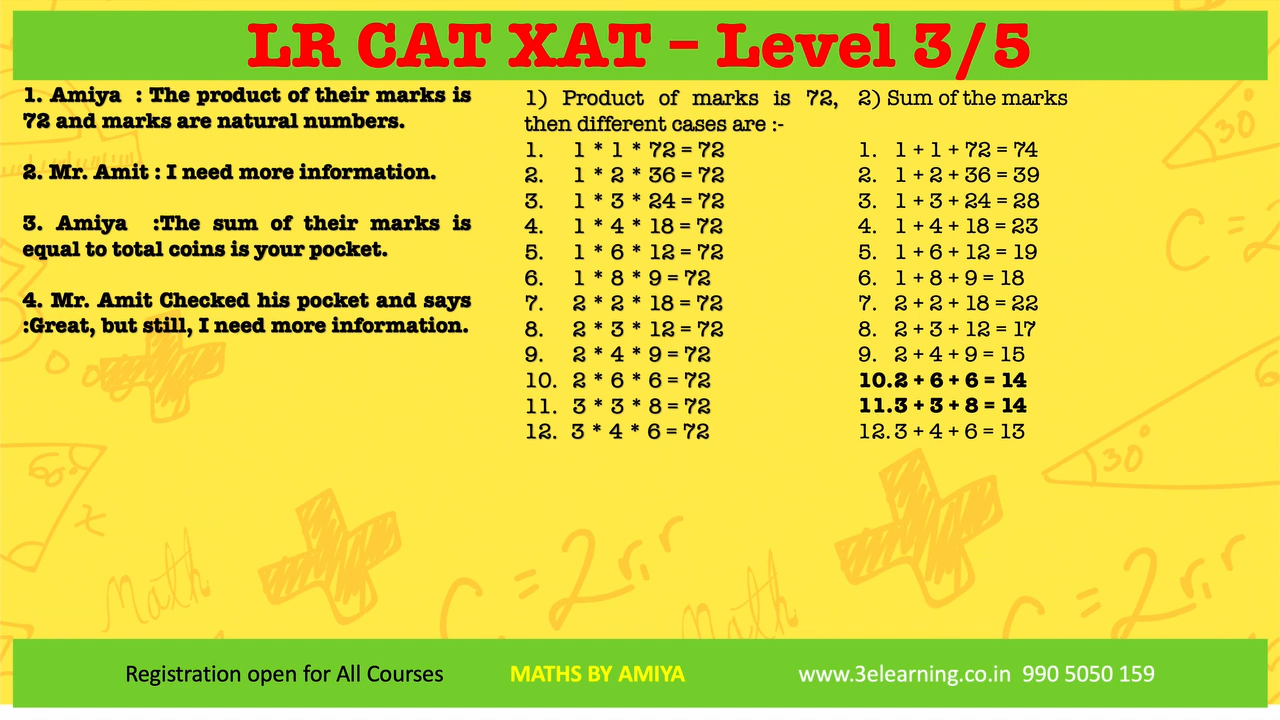 LR CAT XAT – Level 3/5
1. Amiya : The product of their marks is
72 and marks are natural numbers.
2. Mr. Amit : I need more information.
3. Amiya :The sum of their marks is
equal to total coins is your pocket.
4. Mr. Amit Checked his pocket and says
:Great, but still, I need more information.
1) Product of marks is 72,
then different cases are :-
1. 1 * 1 * 72 = 72
2. 1 * 2 * 36 = 72
3. 1 * 3 * 24 = 72
4. 1 * 4 * 18 = 72
5. 1 * 6 * 12 = 72
6. 1 * 8 * 9 = 72
7. 2 * 2 * 18 = 72
8. 2 * 3 * 12 = 72
9. 2 * 4 * 9 = 72
10. 2 * 6 * 6 = 72
11. 3 * 3 * 8 = 72
12. 3 * 4 * 6 = 72
2) Sum of the marks
1. 1 + 1 + 72 = 74
2. 1 + 2 + 36 = 39
3. 1 + 3 + 24 = 28
4. 1 + 4 + 18 = 23
5. 1 + 6 + 12 = 19
6. 1 + 8 + 9 = 18
7. 2 + 2 + 18 = 22
8. 2 + 3 + 12 = 17
9. 2 + 4 + 9 = 15
10.2 + 6 + 6 = 14
11.3 + 3 + 8 = 14
12.3 + 4 + 6 = 13
30°
C = 2
30°
60°
x
Math
C = 2r,r
Math
C = 2r,r
Registration open for All Courses MATHS BY AMIYA www.3elearning.co.in 990 5050 159